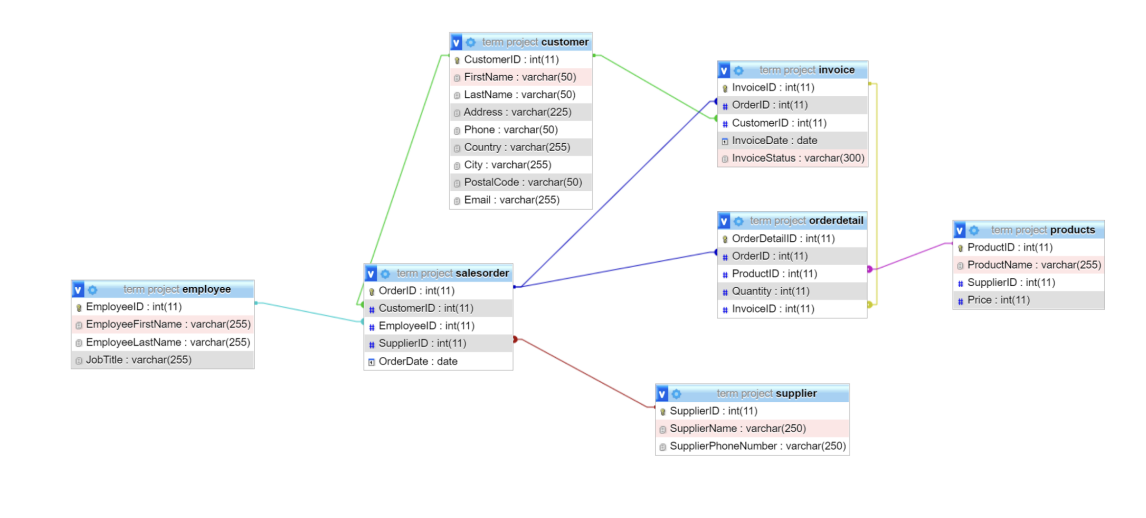 term project customer
CustomerID : int(11)
FirstName : varchar(50)
LastName : varchar(50)
Address : varchar(225)
Phone : varchar(50)
Country : varchar(255)
City : varchar(255)
PostalCode : varchar(50)
Email : varchar(255)
term project invoice
InvoiceID : int(11)
OrderID : int(11)
CustomerID : int(11)
InvoiceDate : date
InvoiceStatus : varchar(300)
term project orderdetail
OrderDetailID : int(11)
OrderID : int(11)
ProductID : int(11)
Quantity : int(11)
InvoiceID : int(11)
term project products
ProductID : int(11)
ProductName : varchar(255)
SupplierID : int(11)
Price : int(11)
term project salesorder
OrderID : int(11)
CustomerID : int(11)
EmployeeID : int(11)
SupplierID : int(11)
OrderDate : date
term project employee
EmployeeID : int(11)
EmployeeFirstName : varchar(255)
EmployeeLastName : varchar(255)
JobTitle : varchar(255)
term project supplier
SupplierID : int(11)
SupplierName : varchar(250)
SupplierPhoneNumber : varchar(250)